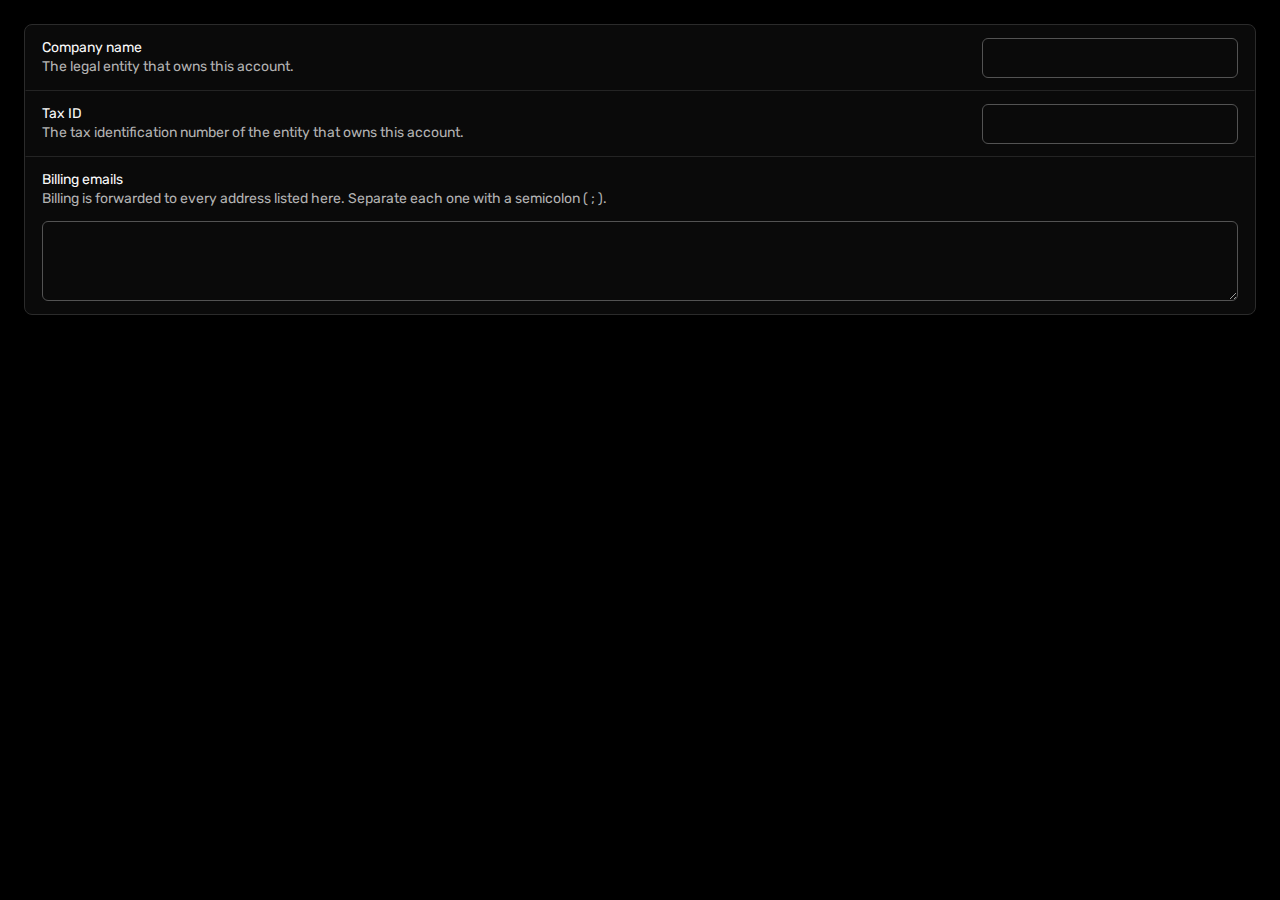 Company name
The legal entity that owns this account.
Tax ID
The tax identification number of the entity that owns this account.
Billing emails
Billing is forwarded to every address listed here. Separate each one with a semicolon ( ; ).